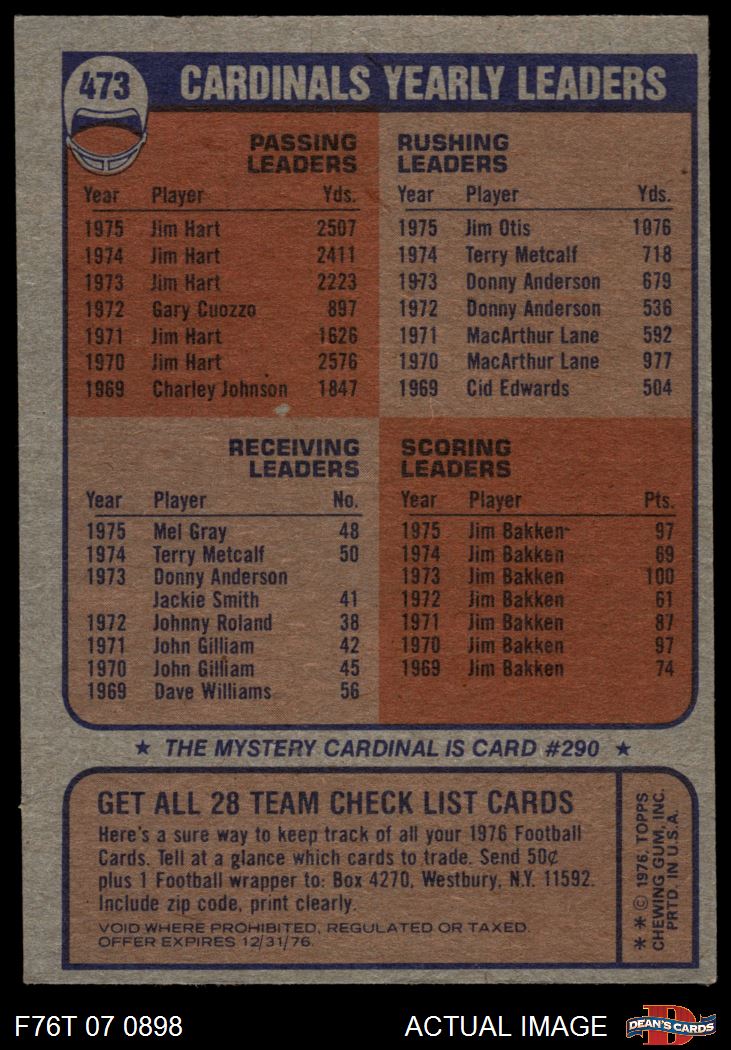 473
CARDINALS YEARLY LEADERS
PASSING
LEADERS
Year Player Yds.
1975 Jim Hart 2507
1974 Jim Hart 2411
1973 Jim Hart 2223
1972 Gary Cuozzo 897
1971 Jim Hart 1626
1970 Jim Hart 2576
1969 Charley Johnson 1847
RUSHING
LEADERS
Year Player Yds.
1975 Jim Otis 1076
1974 Terry Metcalf 718
1973 Donny Anderson 679
1972 Donny Anderson 536
1971 MacArthur Lane 592
1970 MacArthur Lane 977
1969 Cid Edwards 504
RECEIVING
LEADERS
Year Player No.
1975 Mel Gray 48
1974 Terry Metcalf 50
1973 Donny Anderson
Jackie Smith 41
1972 Johnny Roland 38
1971 John Gilliam 42
1970 John Gilliam 45
1969 Dave Williams 56
SCORING
LEADERS
Year Player Pts.
1975 Jim Bakken 97
1974 Jim Bakken 69
1973 Jim Bakken 100
1972 Jim Bakken 61
1971 Jim Bakken 87
1970 Jim Bakken 97
1969 Jim Bakken 74
★ THE MYSTERY CARDINAL IS CARD #290 ★
GET ALL 28 TEAM CHECK LIST CARDS
Here's a sure way to keep track of all your 1976 Football
Cards. Tell at a glance which cards to trade. Send 50¢
plus 1 Football wrapper to: Box 4270, Westbury, N.Y. 11592.
Include zip code, print clearly.
VOID WHERE PROHIBITED, REGULATED OR TAXED.
OFFER EXPIRES 12/31/76.
** © 1976, TOPPS
CHEWING GUM, INC.
PRTD. IN U.S.A.
F76T 07 0898
ACTUAL IMAGE
D
DEAN'S CARDS